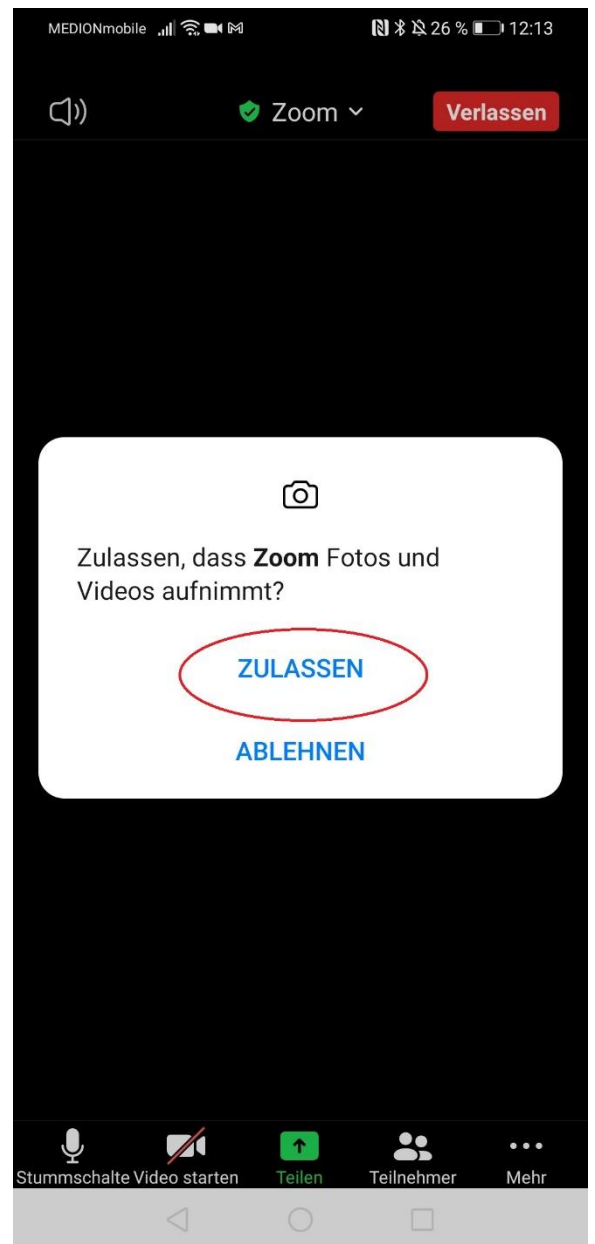 MEDIONmobile 26 % 12:13
Zoom Verlassen
Zulassen, dass Zoom Fotos und
Videos aufnimmt?
ZULASSEN
ABLEHNEN
Stummschalte Video starten Teilen Teilnehmer Mehr